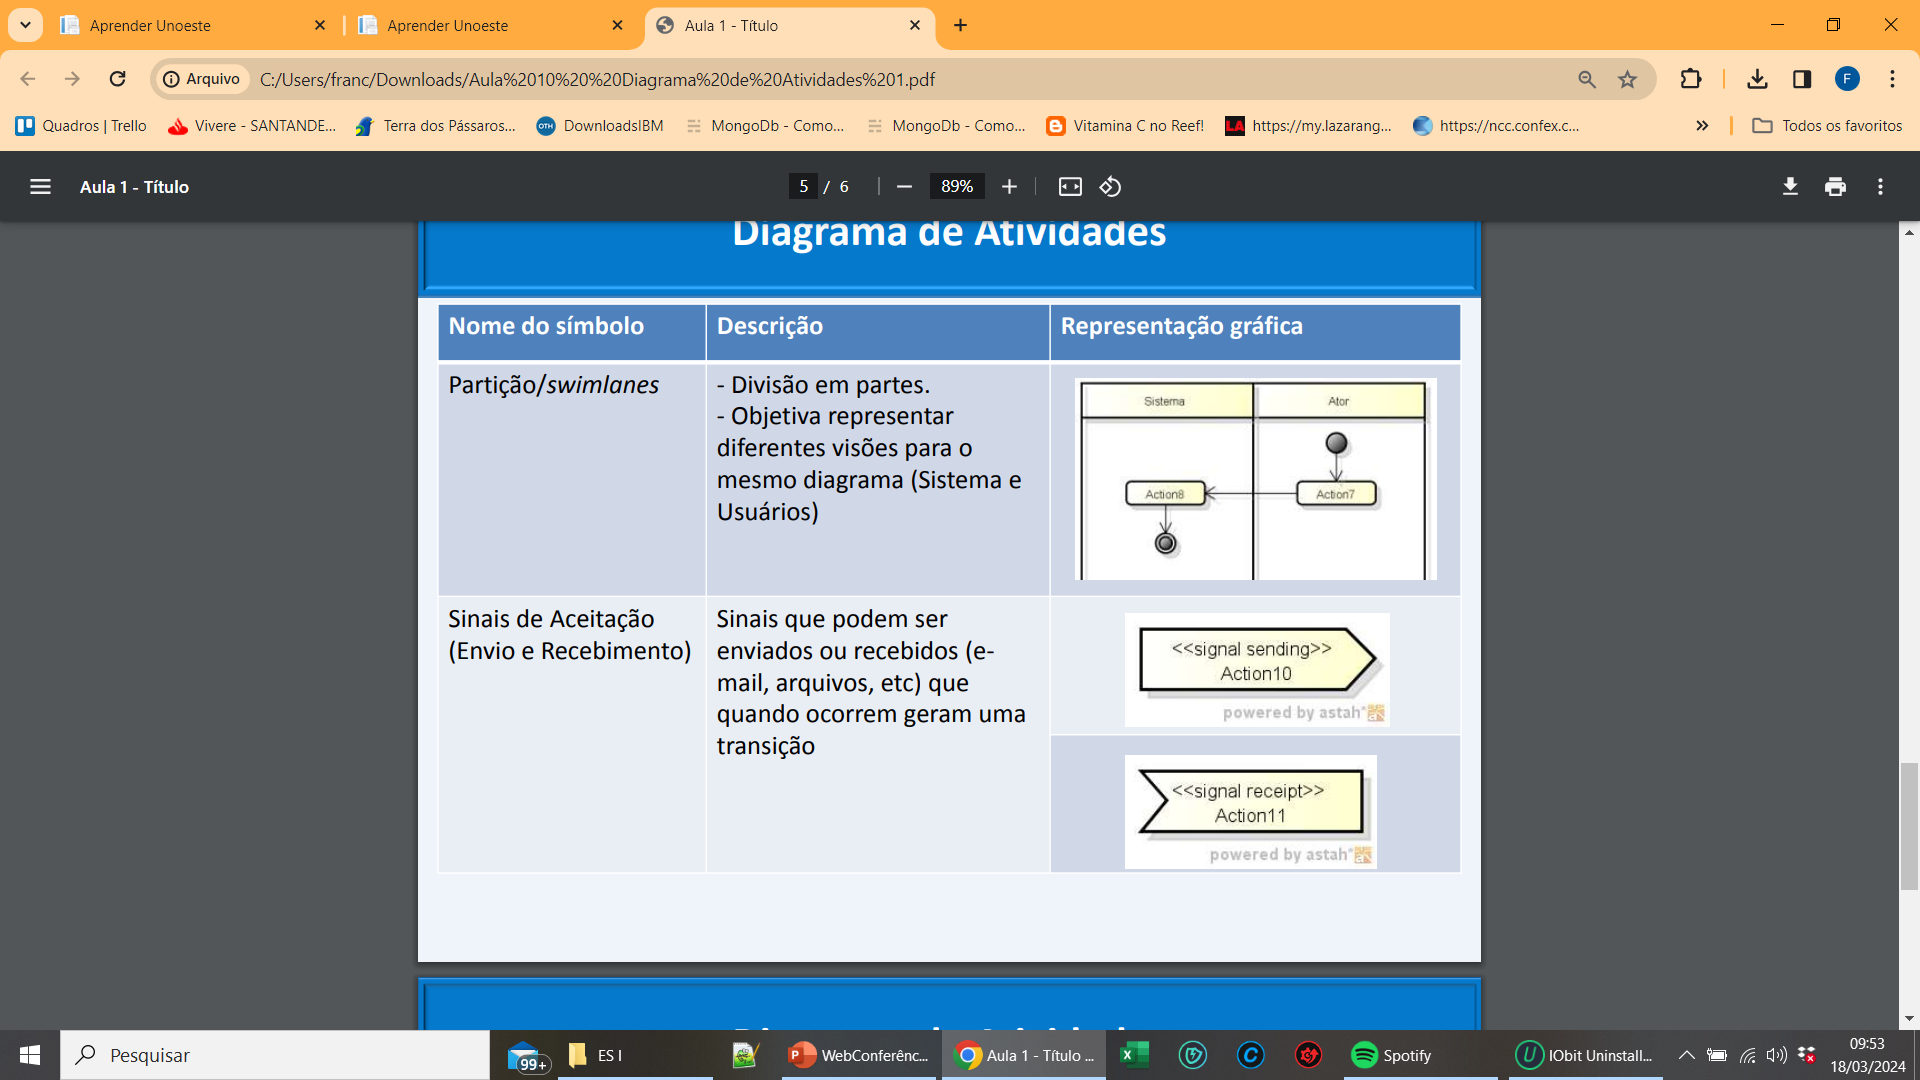 Aprender Unoeste
Aprender Unoeste
Aula 1 - Título
Arquivo
C:/Users/franc/Downloads/Aula%2010%20%20Diagrama%20de%20Atividades%201.pdf
F
Quadros | Trello
Vivere - SANTANDE...
Terra dos Pássaros...
OTH
DownloadsIBM
MongoDb - Como...
MongoDb - Como...
Vitamina C no Reef!
LA
https://my.lazarang...
https://ncc.confex.c...
Todos os favoritos
Aula 1 - Título
5 / 6
89%
Diagrama de Atividades
Nome do símbolo
Descrição
Representação gráfica
Partição/swimlanes
- Divisão em partes.
- Objetiva representar
diferentes visões para o
mesmo diagrama (Sistema e
Usuários)
Sistema
Ator
Action8
Action7
Sinais de Aceitação
(Envio e Recebimento)
Sinais que podem ser
enviados ou recebidos (e-
mail, arquivos, etc) que
quando ocorrem geram uma
transição
<<signal sending>>
Action10
powered by astah*
<<signal receipt>>
Action11
powered by astah*
Pesquisar
99+
ES I
WebConferênc...
Aula 1 - Título ...
Spotify
IObit Uninstall...
09:53
18/03/2024